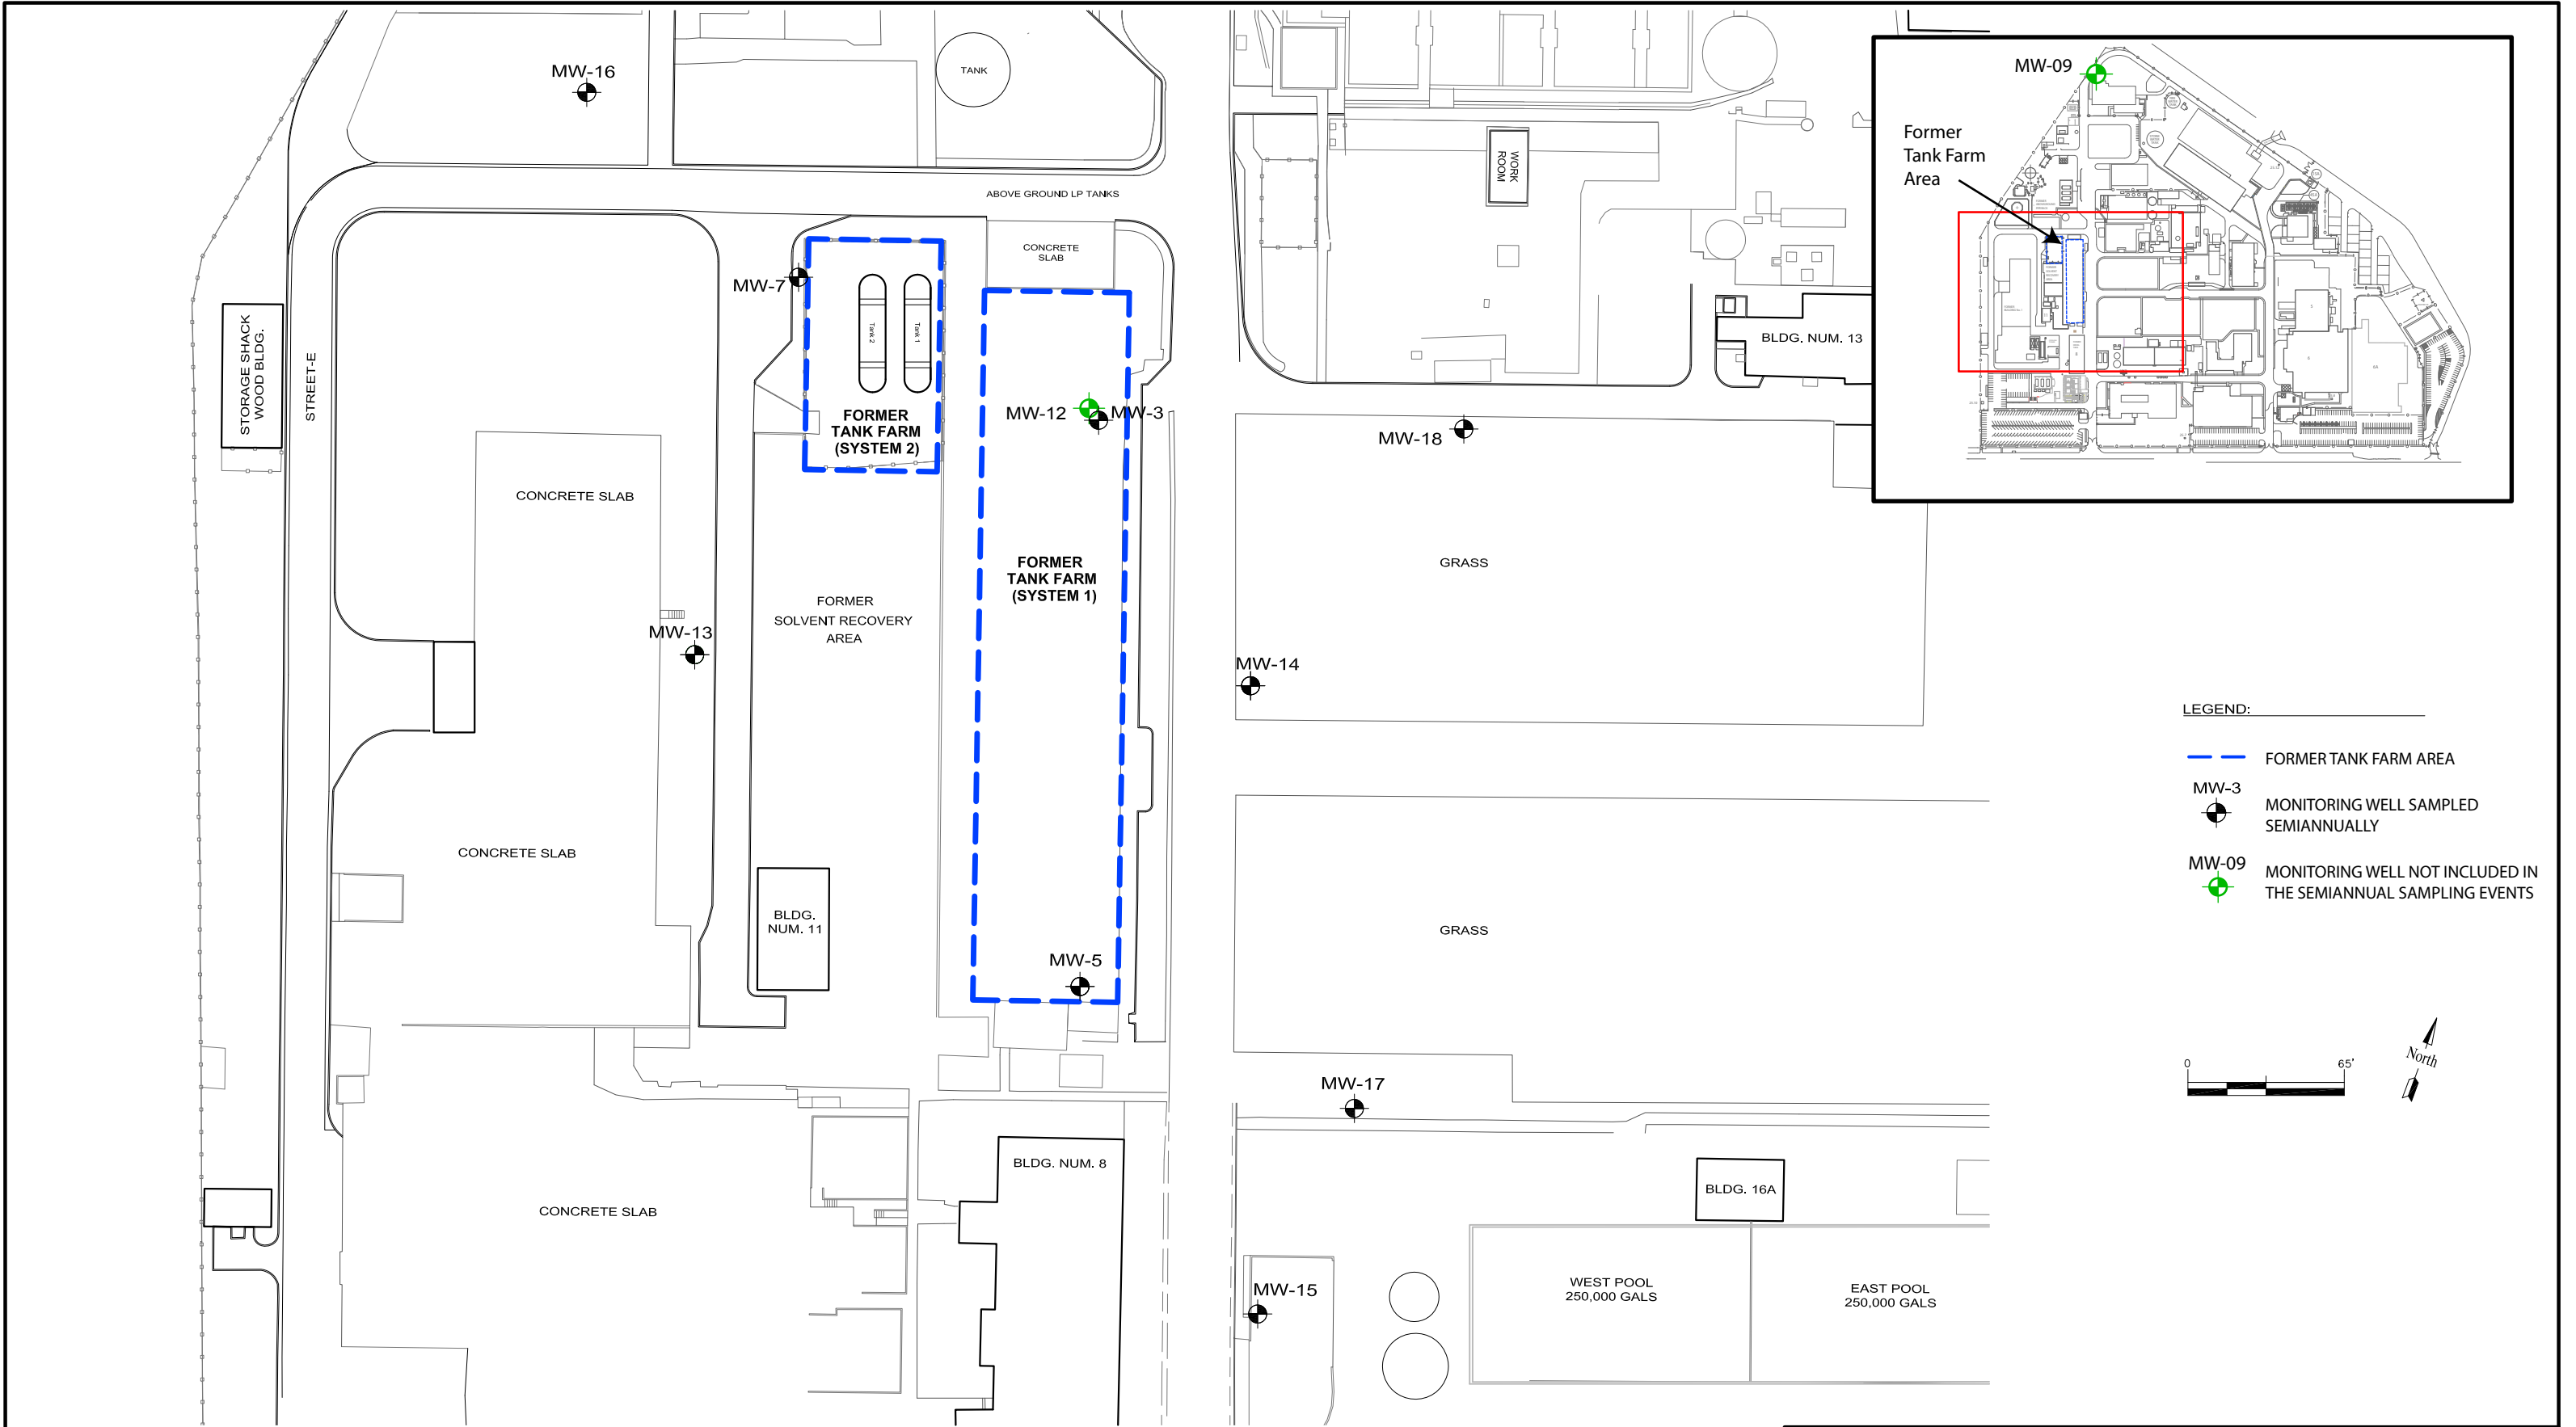 MW-16
TANK
ABOVE GROUND LP TANKS
CONCRETE
SLAB
MW-7
Tank 2
Tank 1
FORMER
TANK FARM
(SYSTEM 2)
STORAGE SHACK
WOOD BLDG.
STREET-E
MW-12
MW-3
CONCRETE SLAB
FORMER
TANK FARM
(SYSTEM 1)
FORMER
SOLVENT RECOVERY
AREA
MW-13
CONCRETE SLAB
BLDG.
NUM. 11
MW-5
BLDG. NUM. 8
CONCRETE SLAB
WORK
ROOM
BLDG. NUM. 13
MW-18
GRASS
MW-14
GRASS
MW-17
BLDG. 16A
MW-15
WEST POOL
250,000 GALS
EAST POOL
250,000 GALS
MW-09
Former
Tank Farm
Area
LEGEND:
FORMER TANK FARM AREA
MW-3
MONITORING WELL SAMPLED
SEMIANNUALLY
MW-09
MONITORING WELL NOT INCLUDED IN
THE SEMIANNUAL SAMPLING EVENTS
0 65'
North